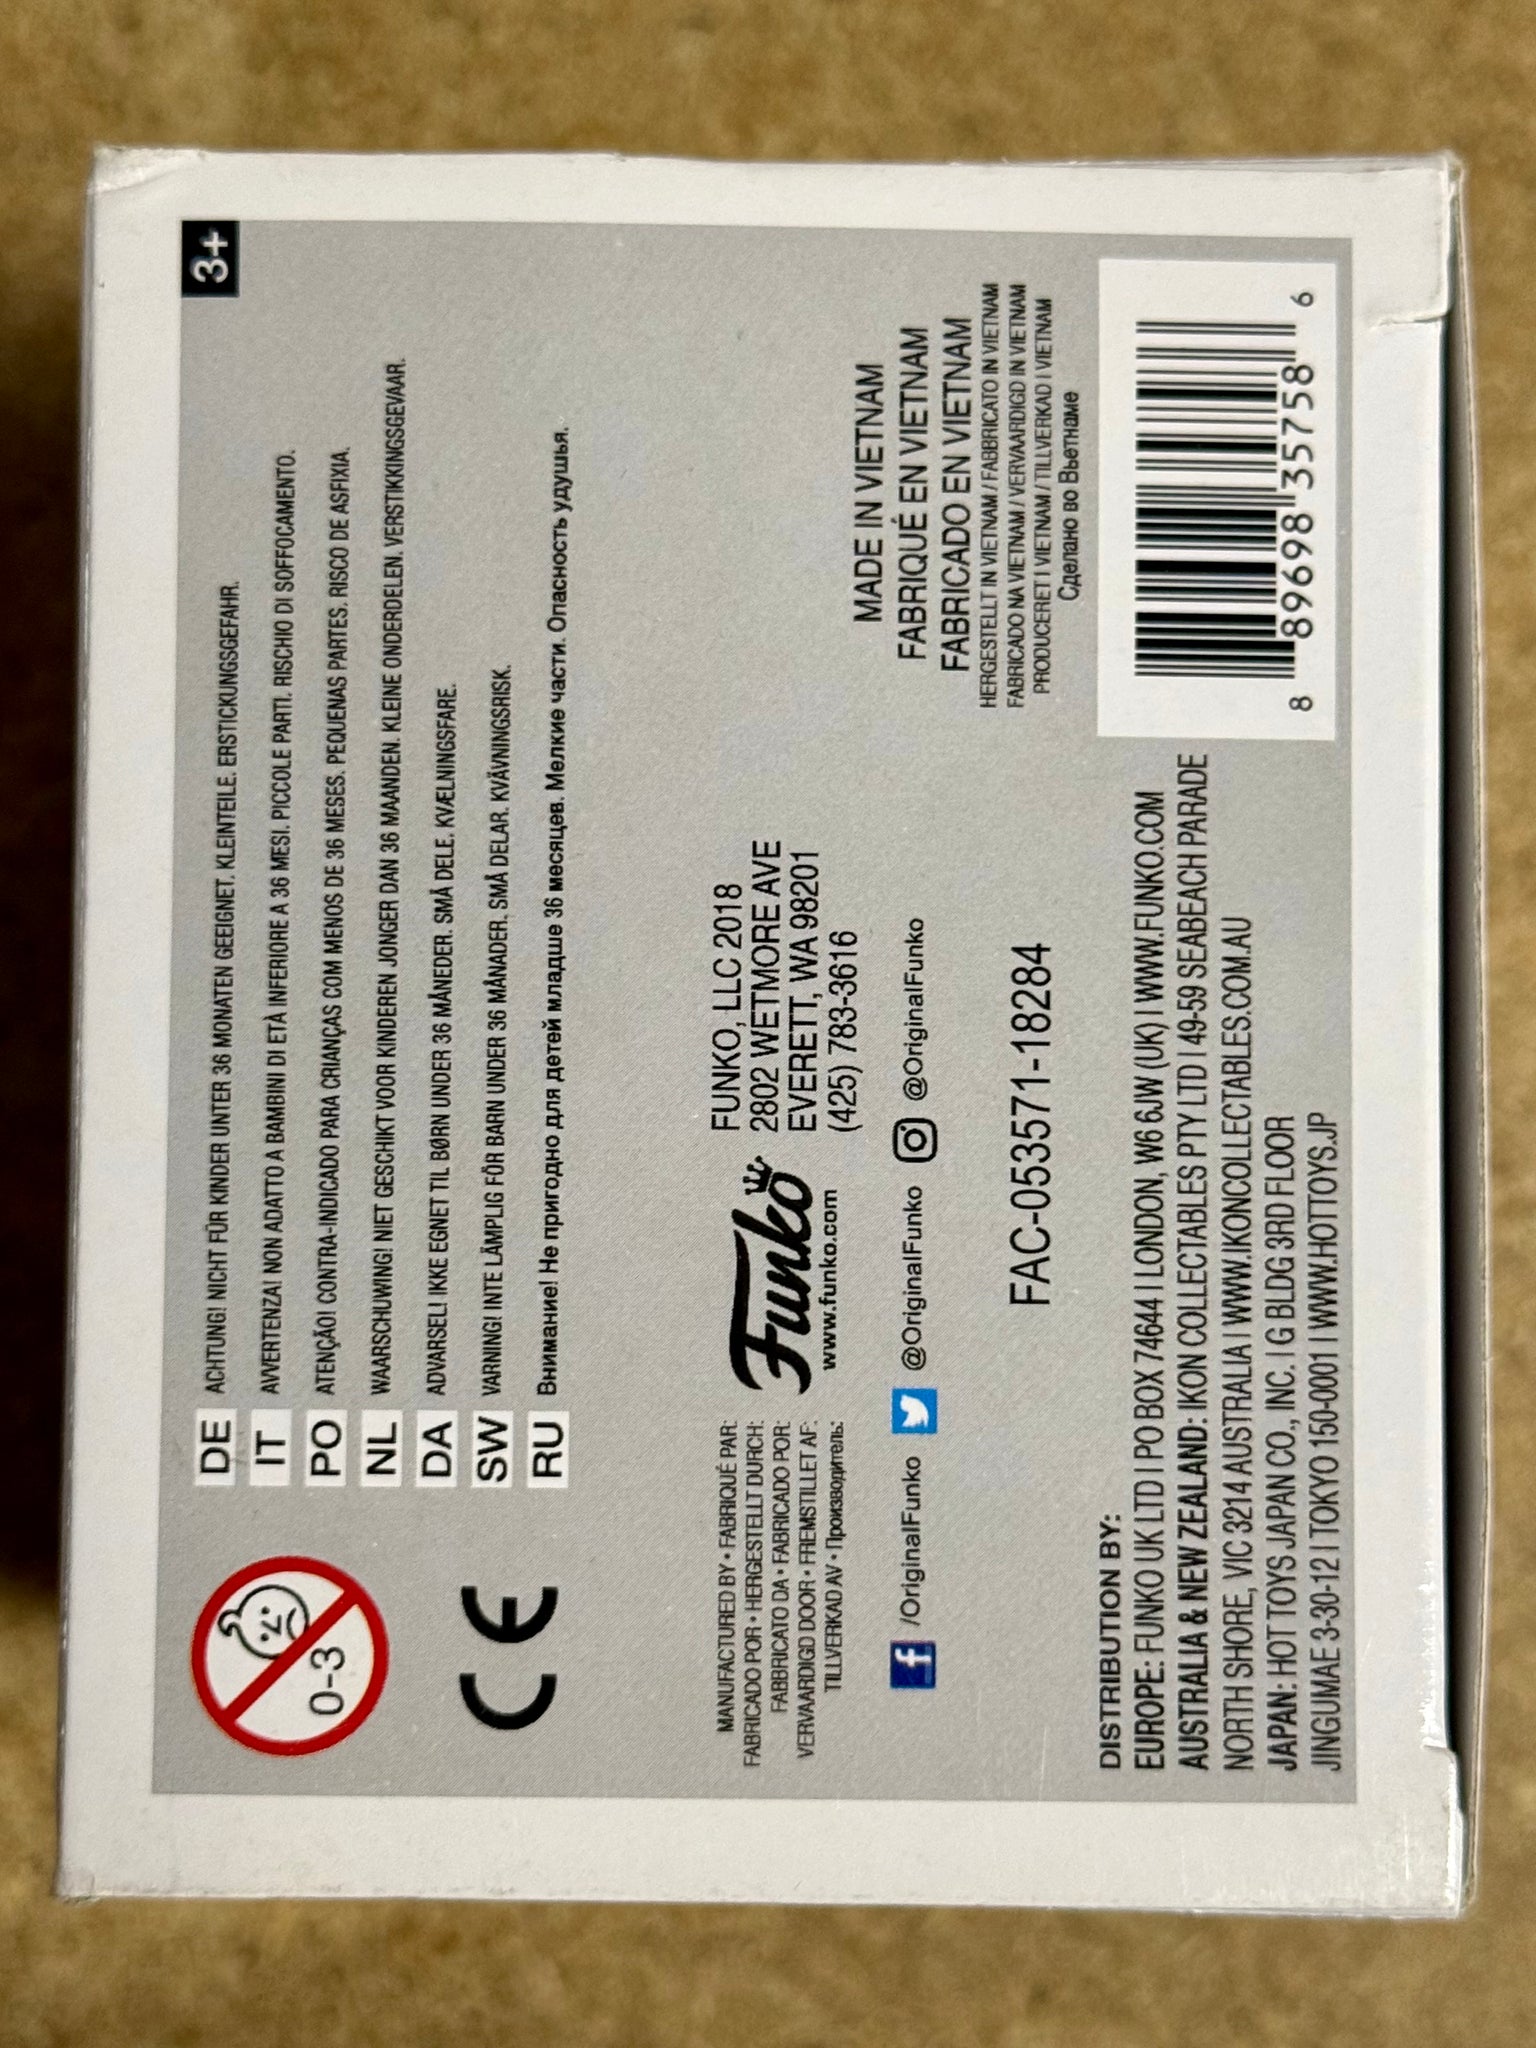 3+
DE ACHTUNG! NICHT FÜR KINDER UNTER 36 MONATEN GEEIGNET. KLEINTEILE. ERSTICKUNGSGEFAHR.
IT AVVERTENZA! NON ADATTO A BAMBINI DI ETÀ INFERIORE A 36 MESI. PICCOLE PARTI. RISCHIO DI SOFFOCAMENTO.
PO ATENÇÃO! CONTRA-INDICADO PARA CRIANÇAS COM MENOS DE 36 MESES. PEQUENAS PARTES. RISCO DE ASFIXIA.
NL WAARSCHUWING! NIET GESCHIKT VOOR KINDEREN JONGER DAN 36 MAANDEN. KLEINE ONDERDELEN. VERSTIKKINGSGEVAAR.
DA ADVARSEL! IKKE EGNET TIL BØRN UNDER 36 MÅNEDER. SMÅ DELE. KVÆLNINGSFARE.
SW VARNING! INTE LÄMPLIG FÖR BARN UNDER 36 MÅNADER. SMÅ DELAR. KVÄVNINGSRISK.
RU Внимание! Не пригодно для детей младше 36 месяцев. Мелкие части. Опасность удушья.
0-3
CE
MANUFACTURED BY • FABRIQUÉ PAR:
FABRICADO POR • HERGESTELLT DURCH:
FABBRICATO DA • FABRICADO POR:
VERVAARDIGD DOOR • FREMSTILLET AF:
TILLVERKAD AV • Производитель:
Funko
www.funko.com
FUNKO, LLC 2018
2802 WETMORE AVE
EVERETT, WA 98201
(425) 783-3616
/OriginalFunko @OriginalFunko @OriginalFunko
FAC-053571-18284
MADE IN VIETNAM
FABRIQUÉ EN VIETNAM
FABRICADO EN VIETNAM
HERGESTELLT IN VIETNAM / FABBRICATO IN VIETNAM
FABRICADO NA VIETNAM / VERVAARDIGD IN VIETNAM
PRODUCERET I VIETNAM / TILLVERKAD I VIETNAM
Сделано во Вьетнаме
DISTRIBUTION BY:
EUROPE: FUNKO UK LTD | PO BOX 74644 | LONDON, W6 6JW (UK) | WWW.FUNKO.COM
AUSTRALIA & NEW ZEALAND: IKON COLLECTABLES PTY LTD | 49-59 SEABEACH PARADE
NORTH SHORE, VIC 3214 AUSTRALIA | WWW.IKONCOLLECTABLES.COM.AU
JAPAN: HOT TOYS JAPAN CO., INC. | G BLDG 3RD FLOOR
JINGUMAE 3-30-12 | TOKYO 150-0001 | WWW.HOTTOYS.JP
8 89698 35758 6